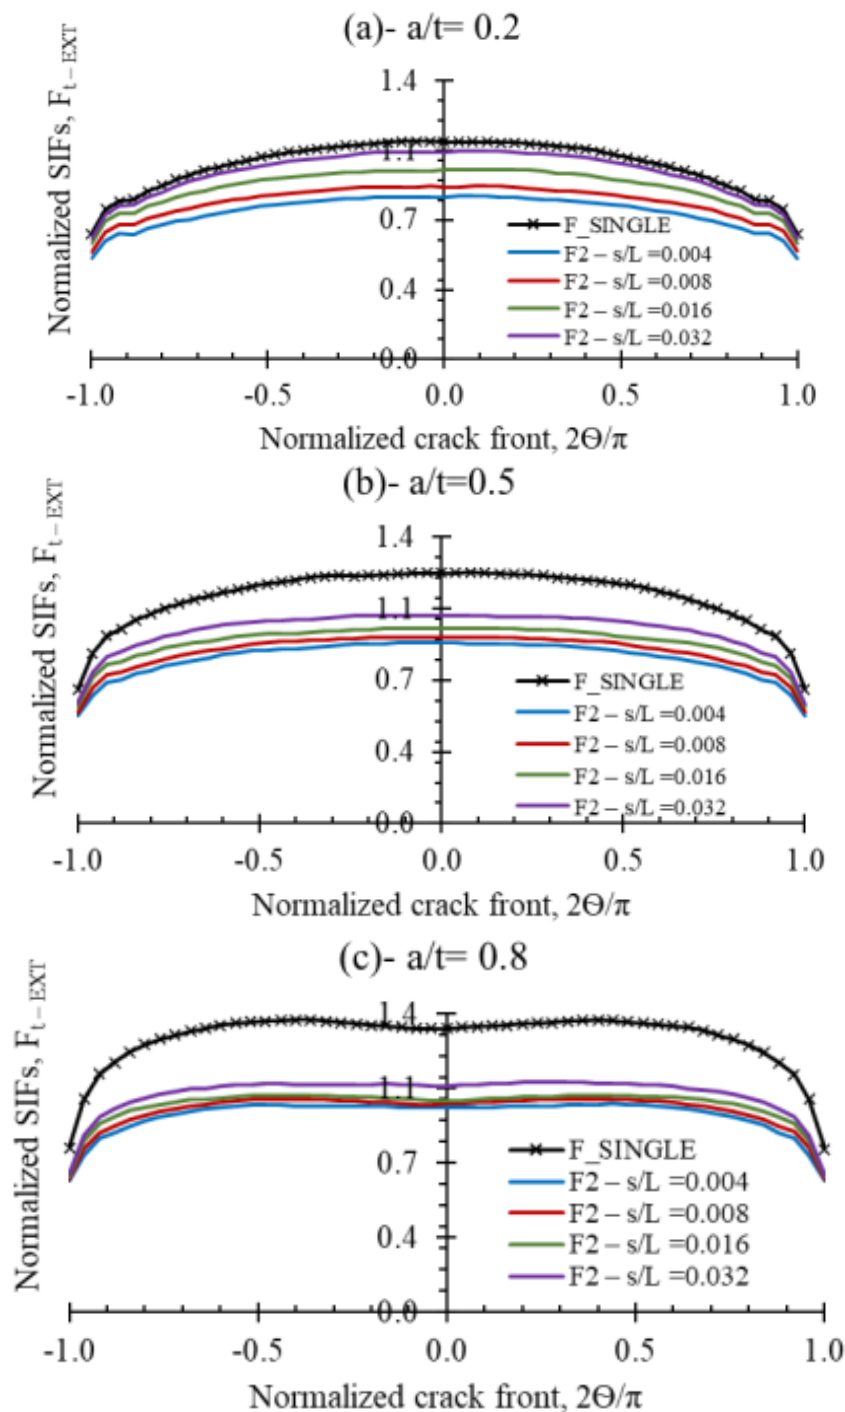 (a)- a/t= 0.2
Normalized SIFs, F_t-EXT
1.4
1.1
0.7
0.4
0.0
F_SINGLE
F2 – s/L =0.004
F2 – s/L =0.008
F2 – s/L =0.016
F2 – s/L =0.032
-1.0 -0.5 0.0 0.5 1.0
Normalized crack front, 2Θ/π
(b)- a/t=0.5
Normalized SIFs, F_t-EXT
1.4
1.1
0.7
0.4
0.0
F_SINGLE
F2 – s/L =0.004
F2 – s/L =0.008
F2 – s/L =0.016
F2 – s/L =0.032
-1.0 -0.5 0.0 0.5 1.0
Normalized crack front, 2Θ/π
(c)- a/t= 0.8
Normalized SIFs, F_t-EXT
1.4
1.1
0.7
0.4
0.0
F_SINGLE
F2 – s/L =0.004
F2 – s/L =0.008
F2 – s/L =0.016
F2 – s/L =0.032
-1.0 -0.5 0.0 0.5 1.0
Normalized crack front, 2Θ/π